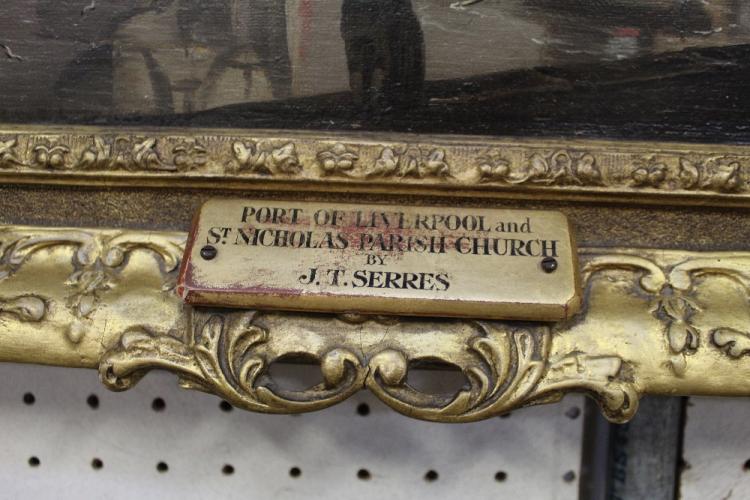 PORT OF LIVERPOOL and
ST NICHOLAS PARISH CHURCH
BY
J.T. SERRES